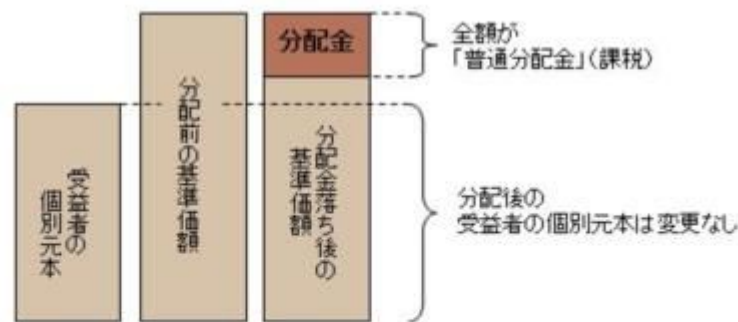 受益者の
個別元本
分配前の基準価額
分配金
分配金落ち後の
基準価額
全額が
「普通分配金」(課税)
分配後の
受益者の個別元本は変更なし